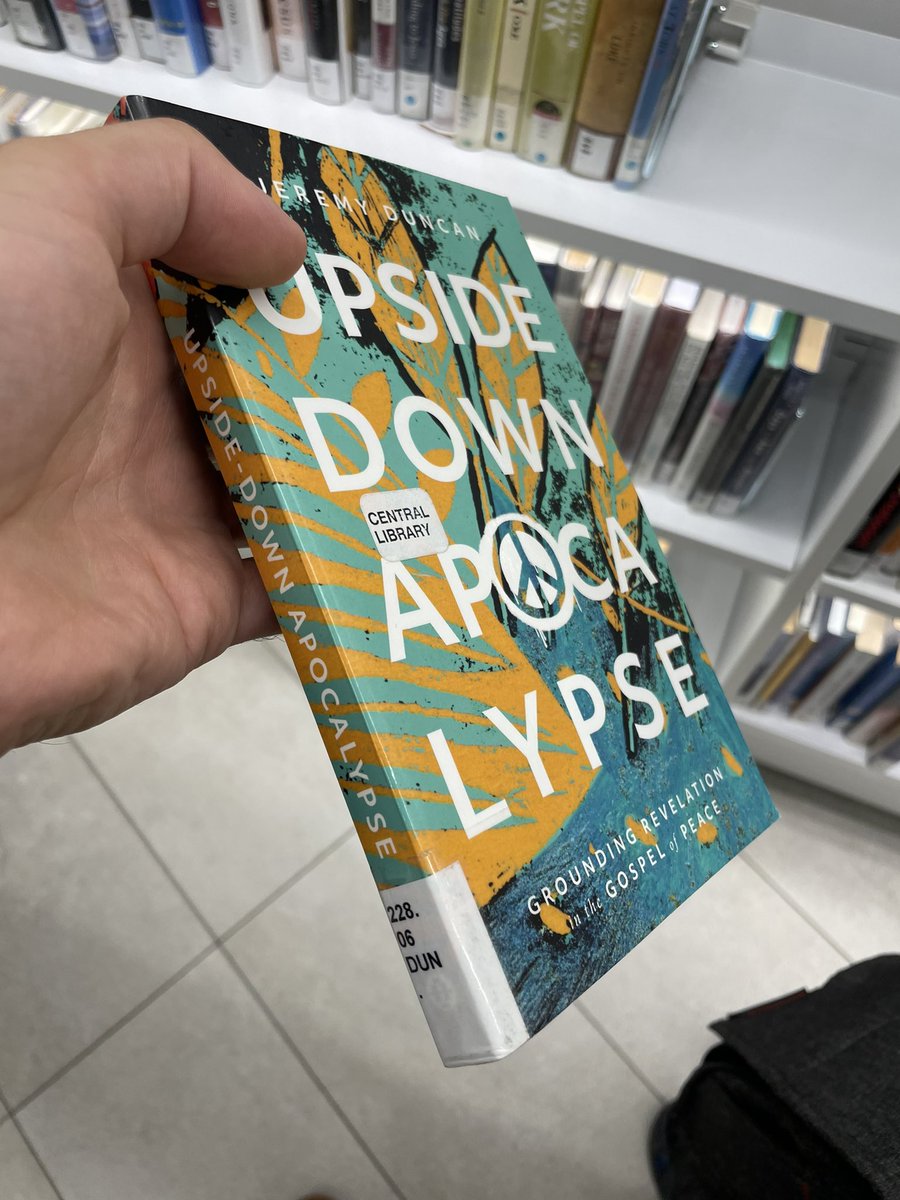 JEREMY DUNCAN
UPSIDE
DOWN
CENTRAL
LIBRARY
APOCA
LYPSE
GROUNDING REVELATION
in the GOSPEL of PEACE
UPSIDE-DOWN APOCALYPSE
228.
06
DUN